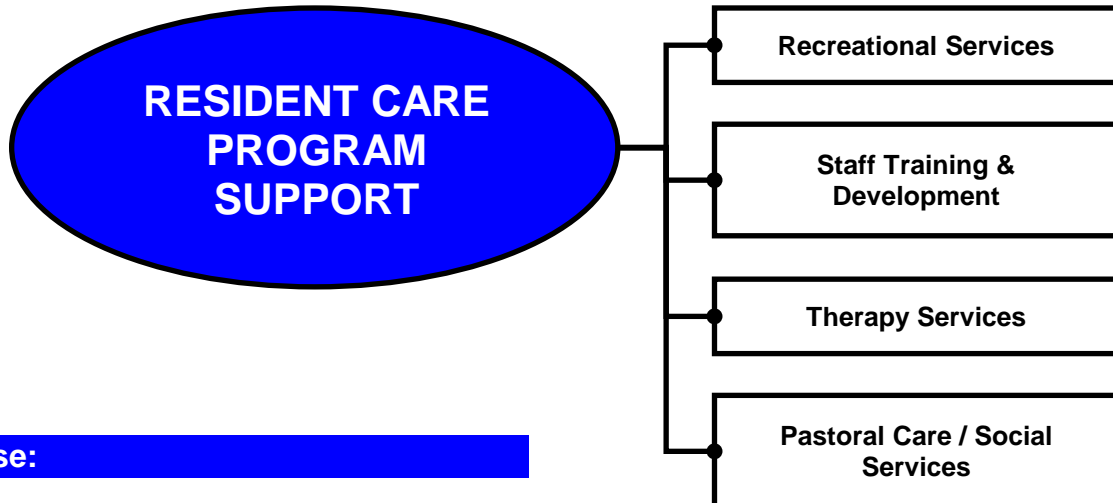 RESIDENT CARE
PROGRAM
SUPPORT
Recreational Services
Staff Training &
Development
Therapy Services
Pastoral Care / Social
Services
se: